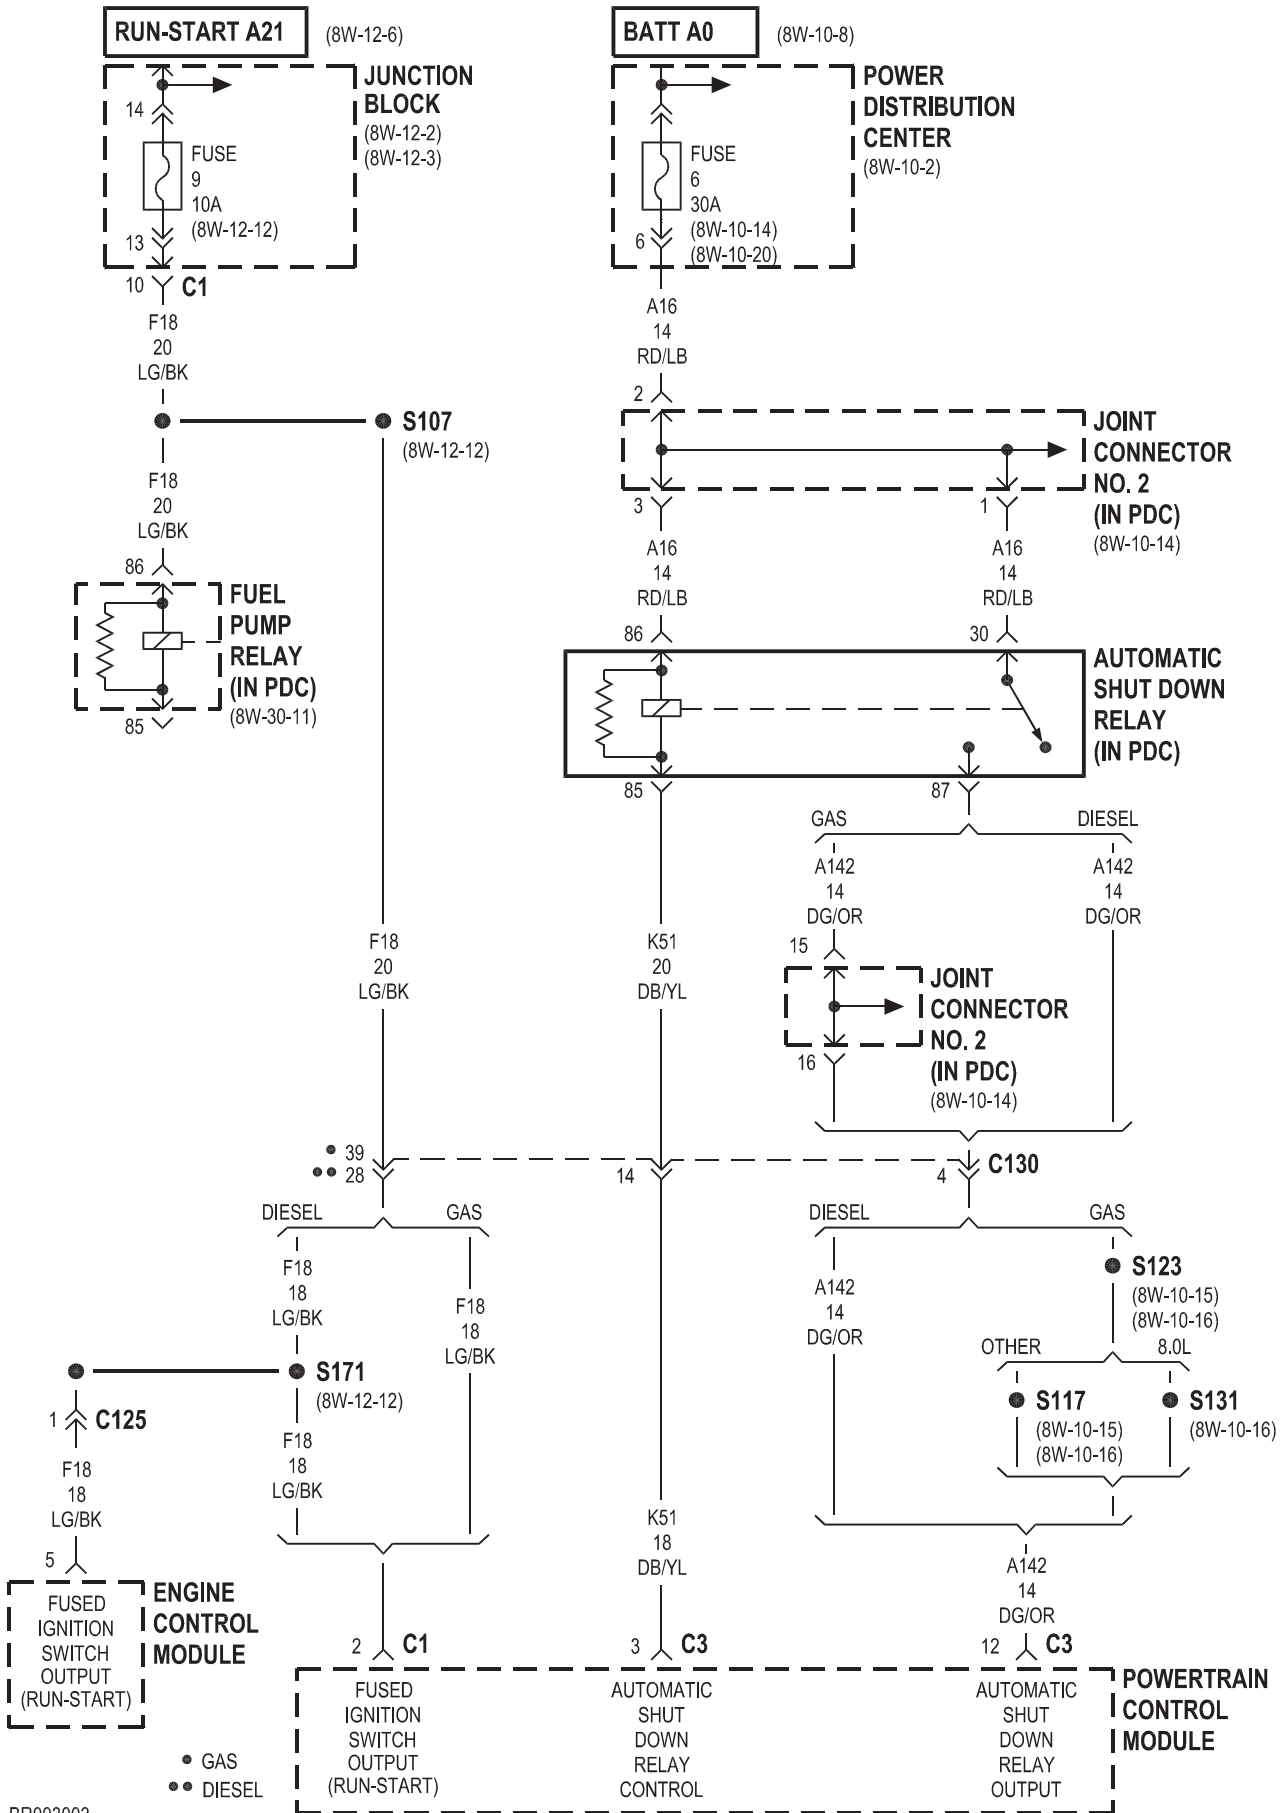 RUN-START A21
(8W-12-6)
BATT A0
(8W-10-8)
JUNCTION
BLOCK
(8W-12-2)
(8W-12-3)
14
FUSE
9
10A
(8W-12-12)
13
10
C1
F18
20
LG/BK
S107
(8W-12-12)
F18
20
LG/BK
86
FUEL
PUMP
RELAY
(IN PDC)
(8W-30-11)
85
POWER
DISTRIBUTION
CENTER
(8W-10-2)
FUSE
6
30A
(8W-10-14)
(8W-10-20)
6
A16
14
RD/LB
2
JOINT
CONNECTOR
NO. 2
(IN PDC)
(8W-10-14)
3
1
A16
14
RD/LB
A16
14
RD/LB
86
30
AUTOMATIC
SHUT DOWN
RELAY
(IN PDC)
85
87
GAS
DIESEL
A142
14
DG/OR
A142
14
DG/OR
F18
20
LG/BK
K51
20
DB/YL
15
JOINT
CONNECTOR
NO. 2
(IN PDC)
(8W-10-14)
16
• 39
•• 28
14
4
C130
DIESEL
GAS
DIESEL
GAS
F18
18
LG/BK
F18
18
LG/BK
A142
14
DG/OR
S123
(8W-10-15)
(8W-10-16)
OTHER
8.0L
S117
(8W-10-15)
(8W-10-16)
S131
(8W-10-16)
S171
(8W-12-12)
1
C125
F18
18
LG/BK
F18
18
LG/BK
K51
18
DB/YL
A142
14
DG/OR
5
ENGINE
CONTROL
MODULE
FUSED
IGNITION
SWITCH
OUTPUT
(RUN-START)
2
C1
3
C3
12
C3
POWERTRAIN
CONTROL
MODULE
FUSED
IGNITION
SWITCH
OUTPUT
(RUN-START)
AUTOMATIC
SHUT
DOWN
RELAY
CONTROL
AUTOMATIC
SHUT
DOWN
RELAY
OUTPUT
• GAS
•• DIESEL